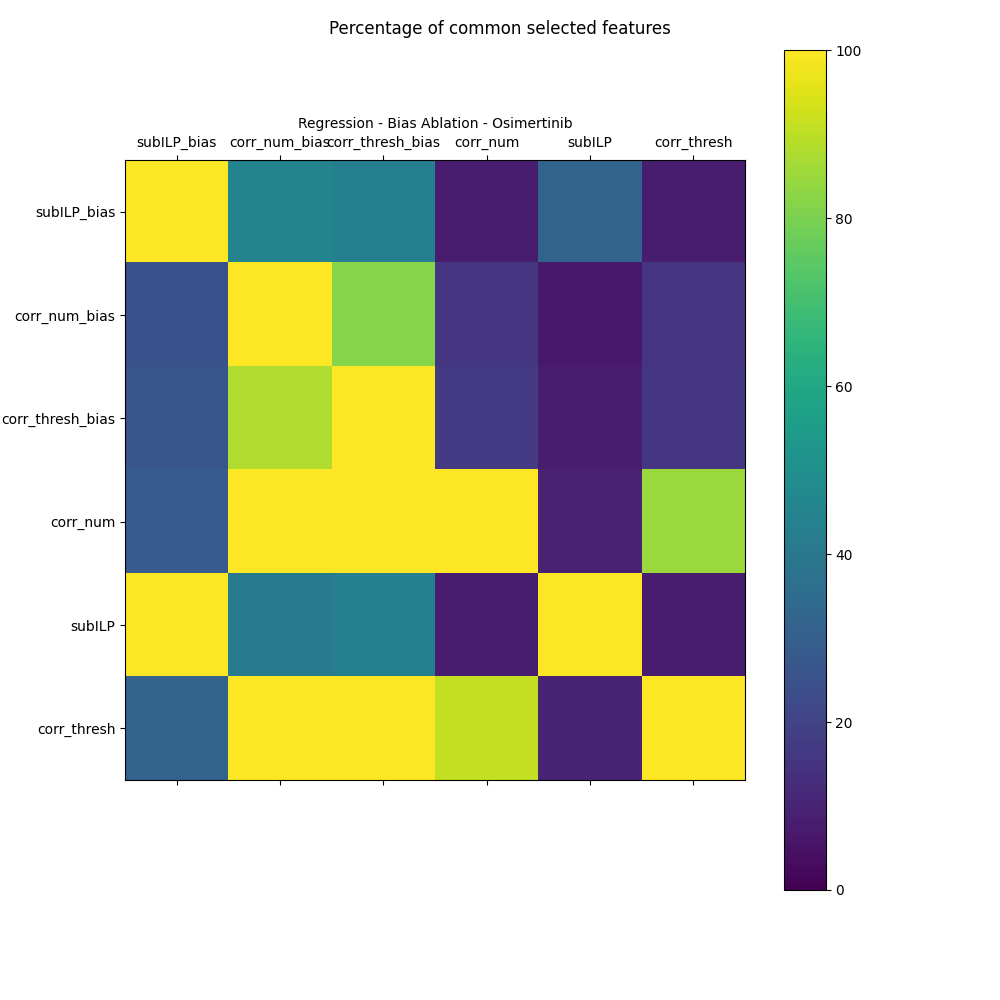 Percentage of common selected features
Regression - Bias Ablation - Osimertinib
subILP_bias corr_num_bias corr_thresh_bias corr_num subILP corr_thresh
subILP_bias
corr_num_bias
corr_thresh_bias
corr_num
subILP
corr_thresh
100
80
60
40
20
0